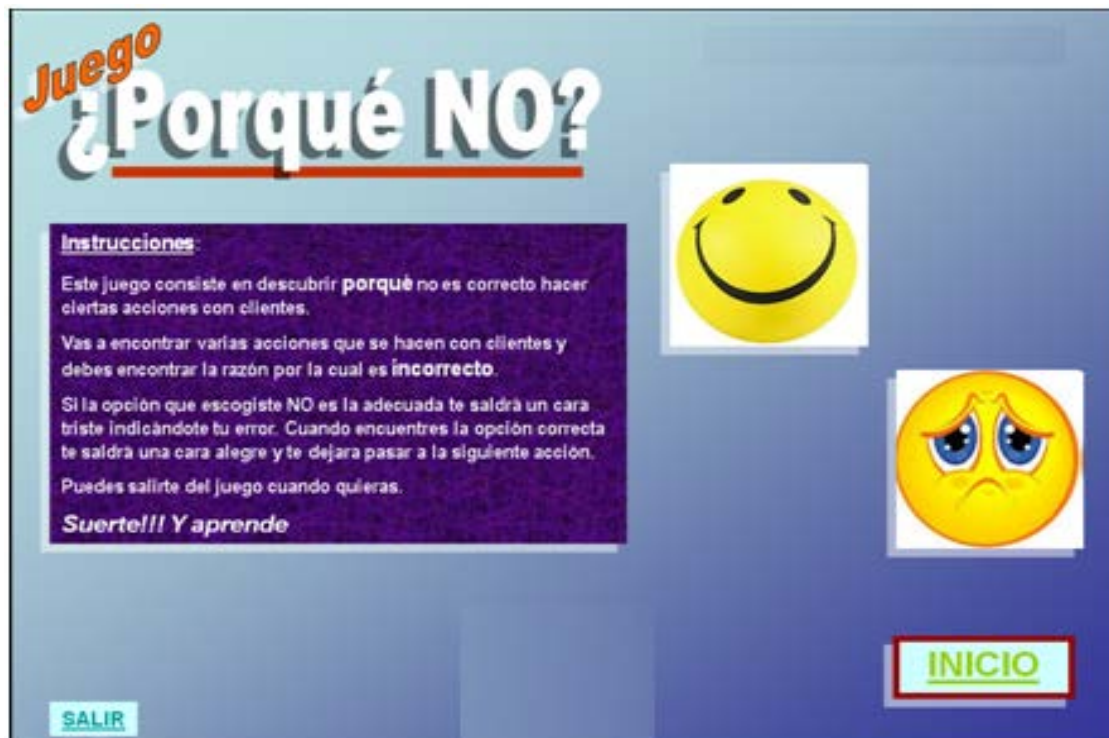 Juego
¿Porqué NO?
Instrucciones:
Este juego consiste en descubrir porqué no es correcto hacer
ciertas acciones con clientes.
Vas a encontrar varias acciones que se hacen con clientes y
debes encontrar la razón por la cual es incorrecto.
Si la opción que escogiste NO es la adecuada te saldrá un cara
triste indicándote tu error. Cuando encuentres la opción correcta
te saldrá una cara alegre y te dejara pasar a la siguiente acción.
Puedes salirte del juego cuando quieras.
Suerte!!! Y aprende
INICIO
SALIR